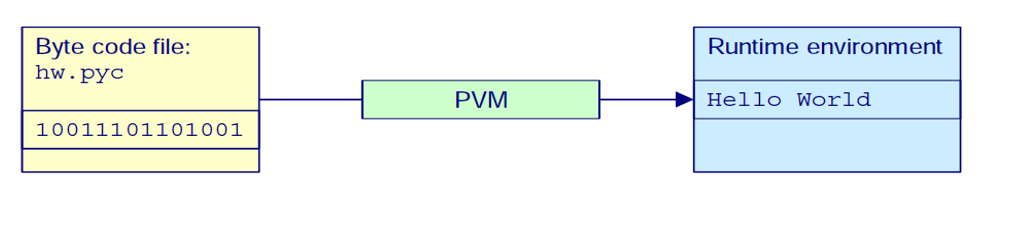 Byte code file:
hw.pyc
10011101101001
PVM
Runtime environment
Hello World